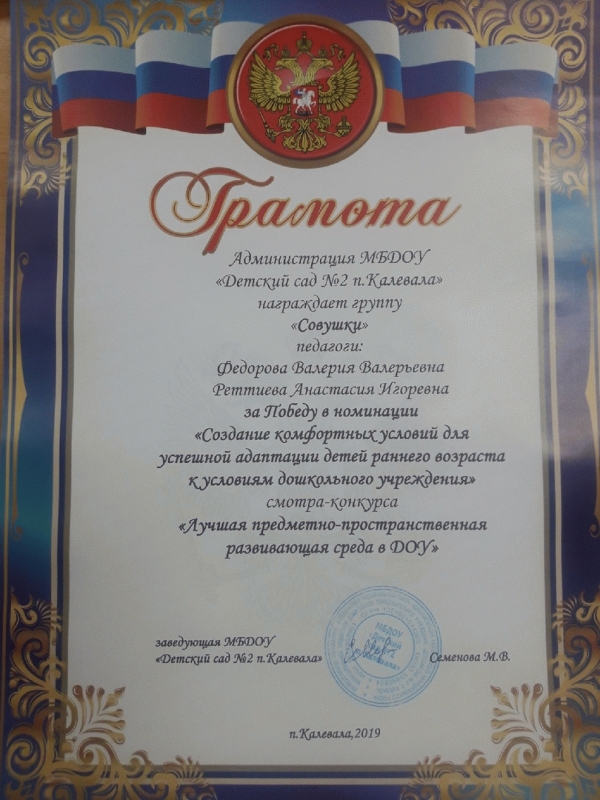 Грамота
Администрация МБДОУ
«Детский сад №2 п.Калевала»
награждает группу
«Совушки»
педагоги:
Федорова Валерия Валерьевна
Реттиева Анастасия Игоревна
за Победу в номинации
«Создание комфортных условий для
успешной адаптации детей раннего возраста
к условиям дошкольного учреждения»
смотра-конкурса
«Лучшая предметно-пространственная
развивающая среда в ДОУ»
МБДОУ
заведующая МБДОУ
«Детский сад №2 п.Калевала»
Семенова М.В.
п.Калевала,2019